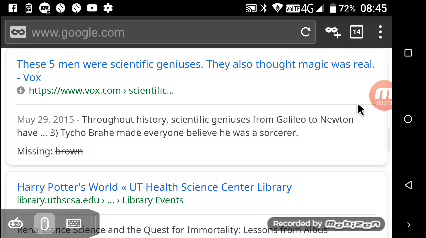 4G 72% 08:45
www.google.com 14
These 5 men were scientific geniuses. They also thought magic was real.
- Vox
https://www.vox.com › scientific...
May 29, 2015 - Throughout history, scientific geniuses from Galileo to Newton
have ... 3) Tycho Brahe made everyone believe he was a sorcerer.
Missing: brown
Harry Potter's World « UT Health Science Center Library
library.uthscsa.edu › ... › Library Events
Renaissance Science and the Quest for Immortality: Lessons from
Recorded by mobizen